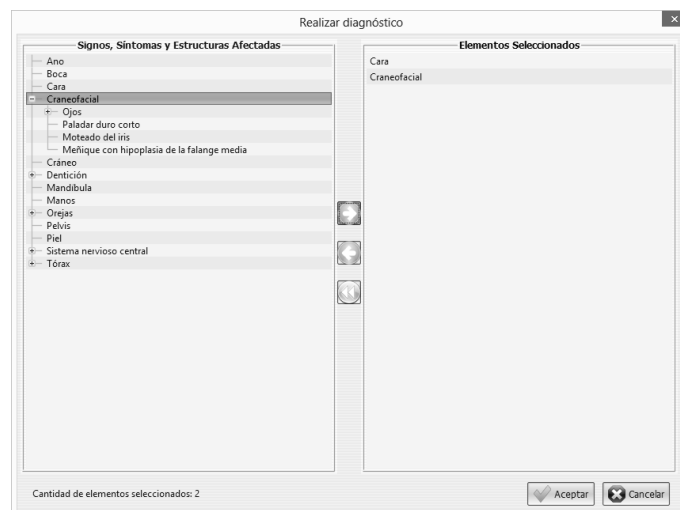 Realizar diagnóstico
Signos, Síntomas y Estructuras Afectadas
Ano
Boca
Cara
Craneofacial
Ojos
Paladar duro corto
Moteado del iris
Meñique con hipoplasia de la falange media
Cráneo
Dentición
Mandíbula
Manos
Orejas
Pelvis
Piel
Sistema nervioso central
Tórax
Elementos Seleccionados
Cara
Craneofacial
Cantidad de elementos seleccionados: 2
Aceptar
Cancelar